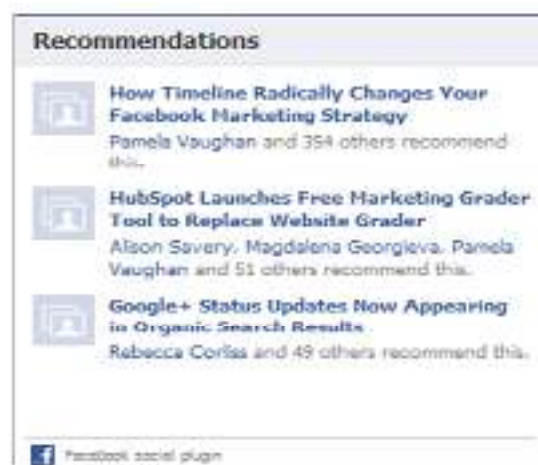 Recommendations
How Timeline Radically Changes Your
Facebook Marketing Strategy
Pamela Vaughan and 354 others recommend
this.
HubSpot Launches Free Marketing Grader
Tool to Replace Website Grader
Alison Savery, Magdalena Georgieva, Pamela
Vaughan and 51 others recommend this.
Google+ Status Updates Now Appearing
in Organic Search Results
Rebecca Corliss and 49 others recommend this.
Facebook social plugin